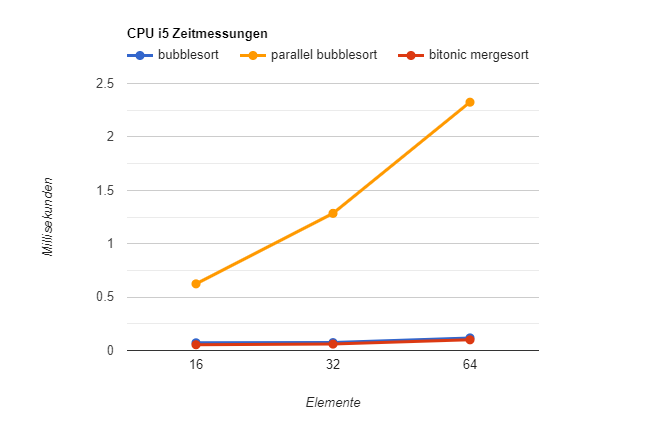 CPU i5 Zeitmessungen
bubblesort parallel bubblesort bitonic mergesort
2.5
2
1.5
1
0.5
0
Millisekunden
16 32 64
Elemente